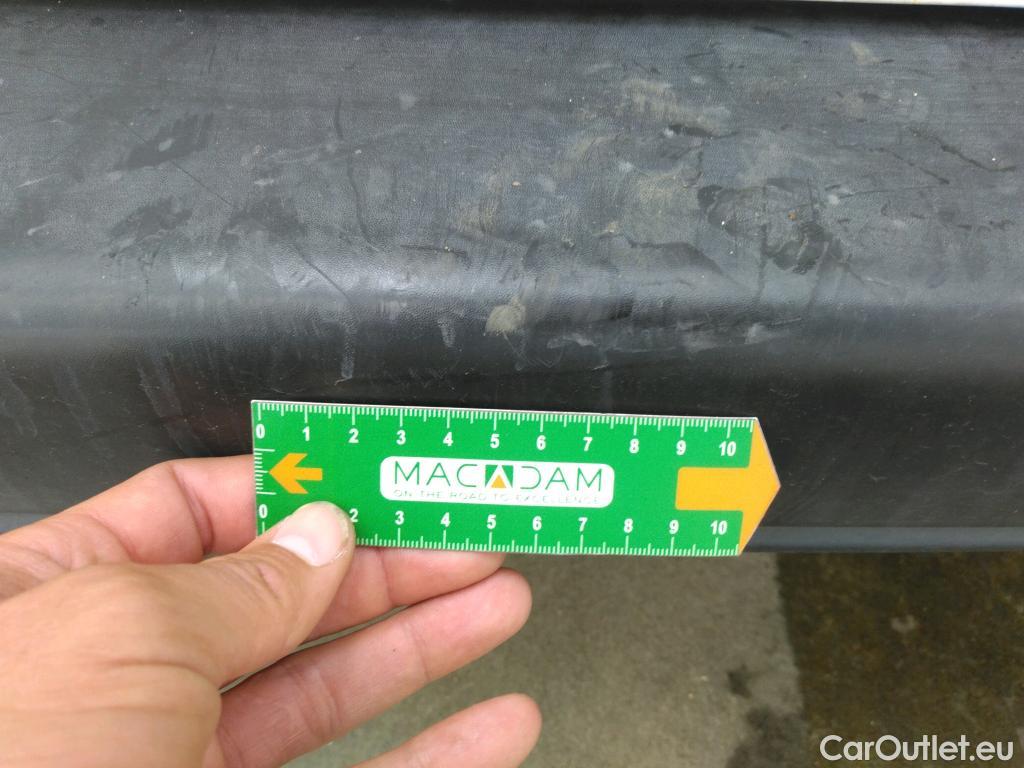 0 1 2 3 4 5 6 7 8 9 10
MACADAM
ON THE ROAD TO EXCELLENCE
0 2 3 4 5 6 7 8 9 10
CarOutlet.eu